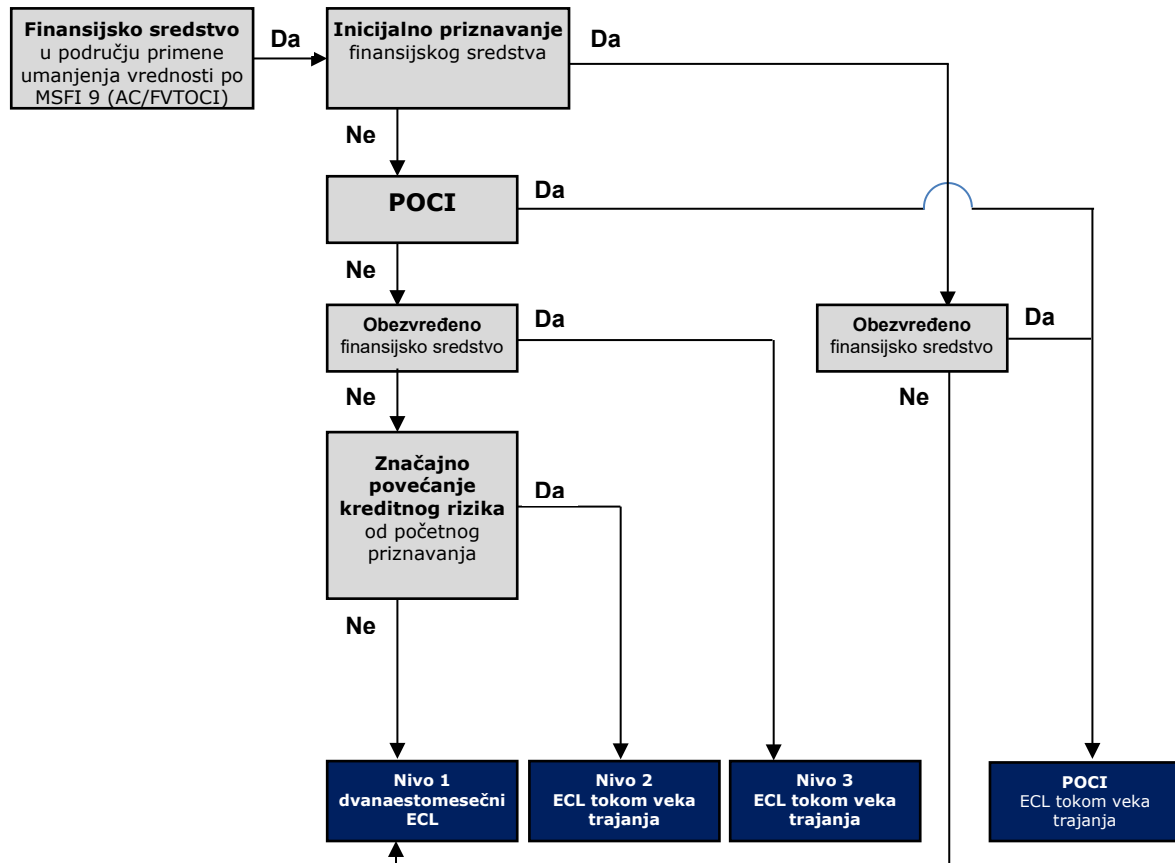 Finansijsko sredstvo
u području primene
umanjenja vrednosti po
MSFI 9 (AC/FVTOCI)
Da
Inicijalno priznavanje
finansijskog sredstva
Da
Ne
POCI
Da
Ne
Obezvređeno
finansijsko sredstvo
Da
Obezvređeno
finansijsko sredstvo
Da
Ne
Ne
Značajno
povećanje
kreditnog rizika
od početnog
priznavanja
Da
Ne
Nivo 1
dvanaestomesečni
ECL
Nivo 2
ECL tokom veka
trajanja
Nivo 3
ECL tokom veka
trajanja
POCI
ECL tokom veka
trajanja